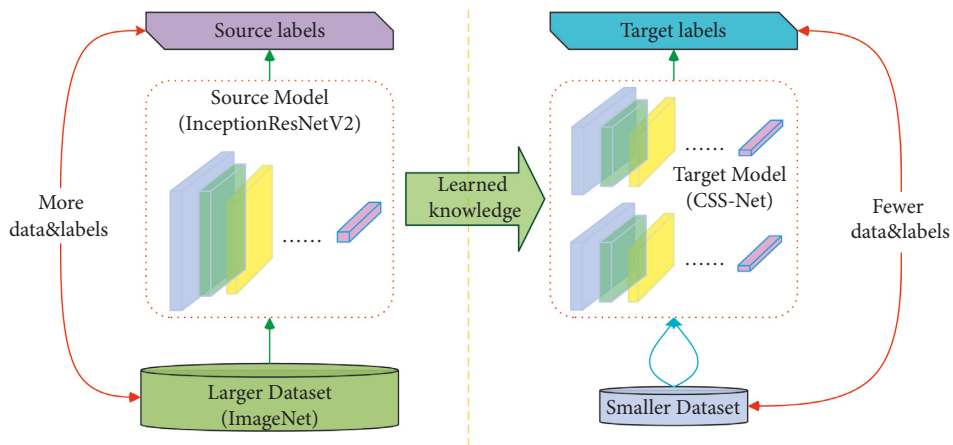 Source labels
Source Model
(InceptionResNetV2)
......
More
data&labels
Larger Dataset
(ImageNet)
Learned
knowledge
Target labels
......
Target Model
(CSS-Net)
......
Fewer
data&labels
Smaller Dataset